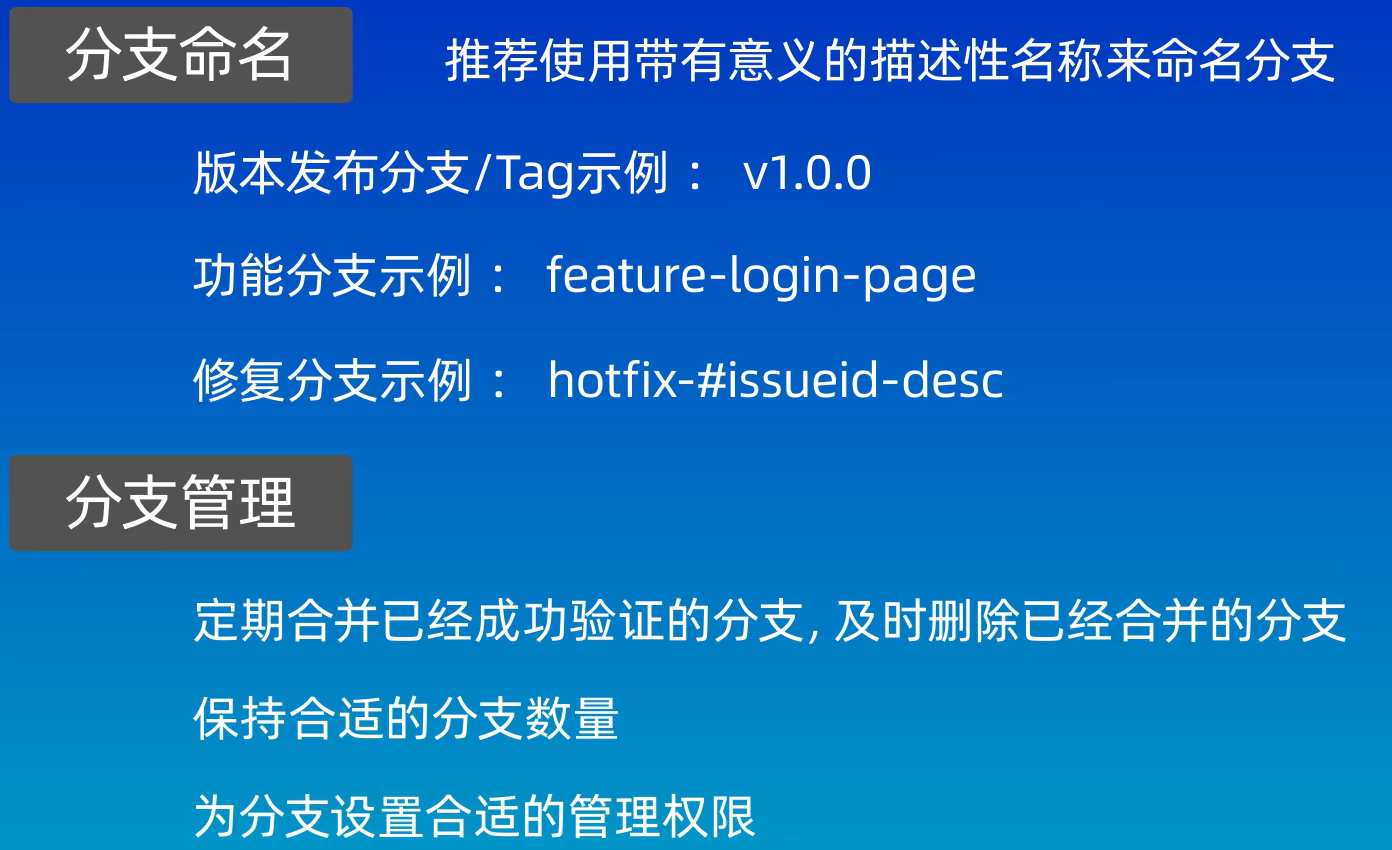 分支命名 推荐使用带有意义的描述性名称来命名分支
版本发布分支/Tag示例： v1.0.0
功能分支示例： feature-login-page
修复分支示例： hotfix-#issueid-desc
分支管理
定期合并已经成功验证的分支, 及时删除已经合并的分支
保持合适的分支数量
为分支设置合适的管理权限